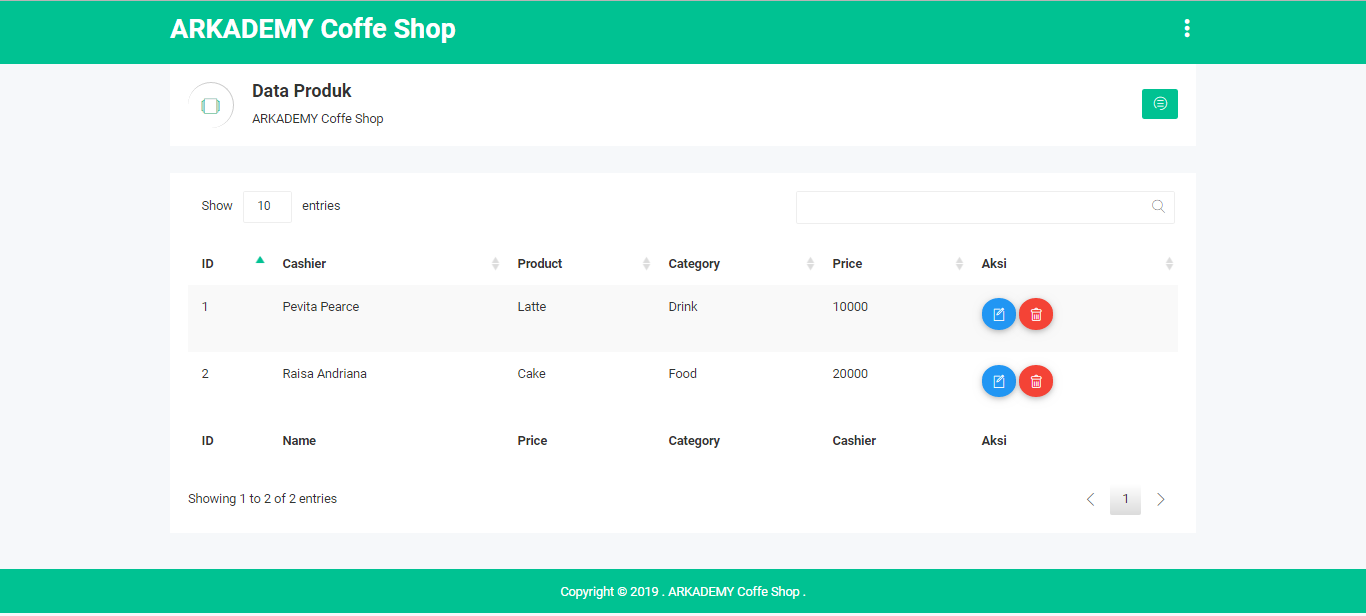 ARKADEMY Coffe Shop
Data Produk
ARKADEMY Coffe Shop
Show 10 entries
ID Cashier Product Category Price Aksi
1 Pevita Pearce Latte Drink 10000
2 Raisa Andriana Cake Food 20000
ID Name Price Category Cashier Aksi
Showing 1 to 2 of 2 entries 1
Copyright © 2019 . ARKADEMY Coffe Shop .